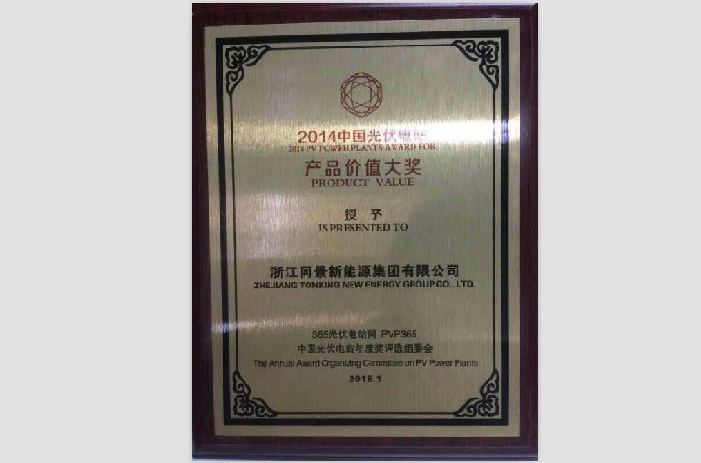 2014中国光伏电站
2014 PV POWER PLANTS AWARD FOR
产品价值大奖
PRODUCT VALUE
授 予
IS PRESENTED TO
浙江同景新能源集团有限公司
ZHEJIANG TONKING NEW ENERGY GROUP CO., LTD.
365光伏电站网 PVP365
中国光伏电站年度奖评选组委会
The Annual Award Organizing Committee on PV Power Plants
2015.1